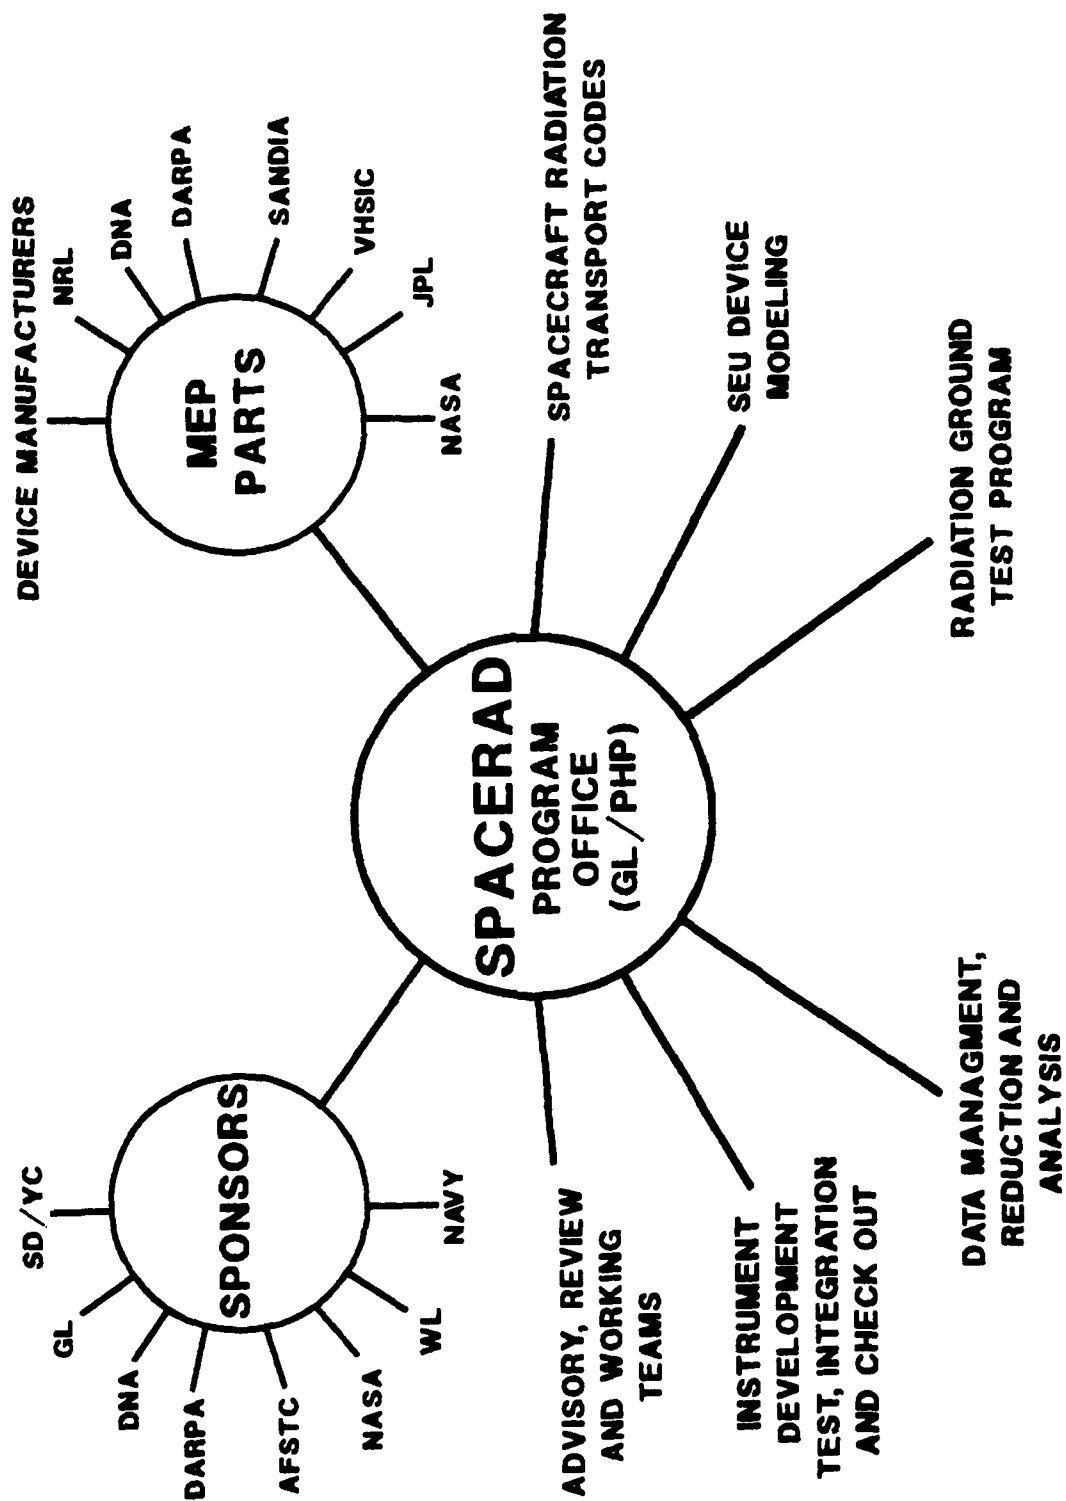 SD/YC
GL
DNA
DARPA
AFSTC
NASA
WL
NAVY
SPONSORS
DEVICE MANUFACTURERS
NRL
DNA
DARPA
SANDIA
VHSIC
JPL
NASA
MEP
PARTS
SPACERAD
PROGRAM
OFFICE
(GL/PHP)
ADVISORY, REVIEW
AND WORKING
TEAMS
INSTRUMENT
DEVELOPMENT
TEST, INTEGRATION
AND CHECK OUT
DATA MANAGMENT,
REDUCTION AND
ANALYSIS
RADIATION GROUND
TEST PROGRAM
SEU DEVICE
MODELING
SPACECRAFT RADIATION
TRANSPORT CODES